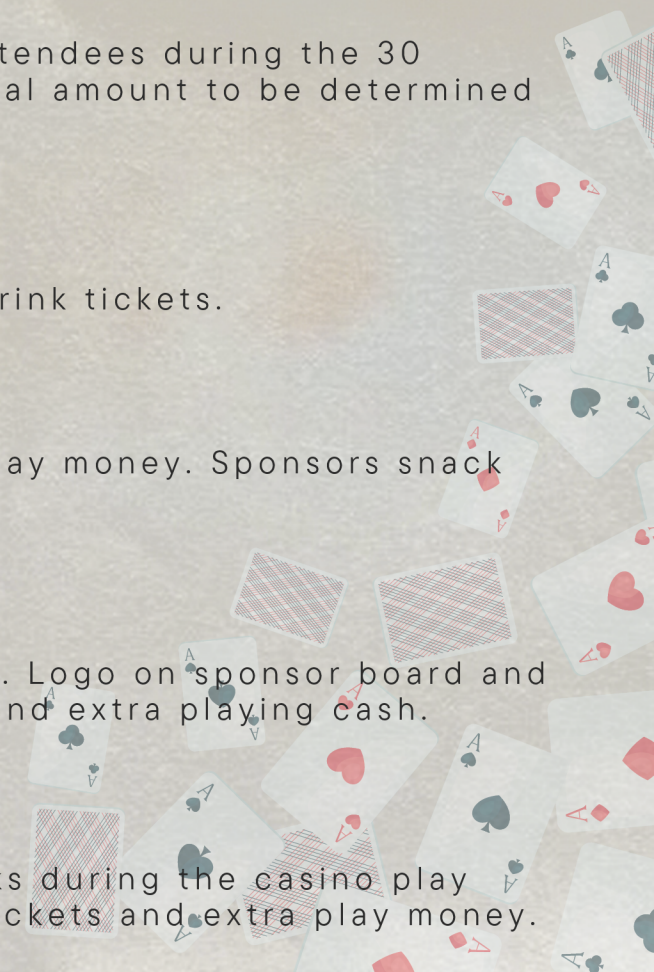 tendees during the 30
al amount to be determined
rink tickets.
ay money. Sponsors snack
. Logo on sponsor board and
nd extra playing cash.
ts during the casino play
ckets and extra play money.